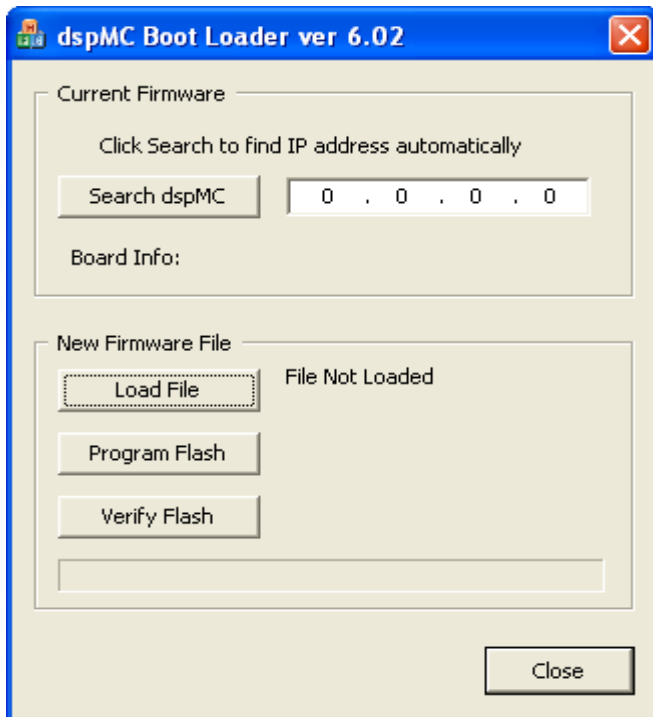 dspMC Boot Loader ver 6.02
Current Firmware
Click Search to find IP address automatically
Search dspMC 0 . 0 . 0 . 0
Board Info:
New Firmware File
Load File File Not Loaded
Program Flash
Verify Flash
Close